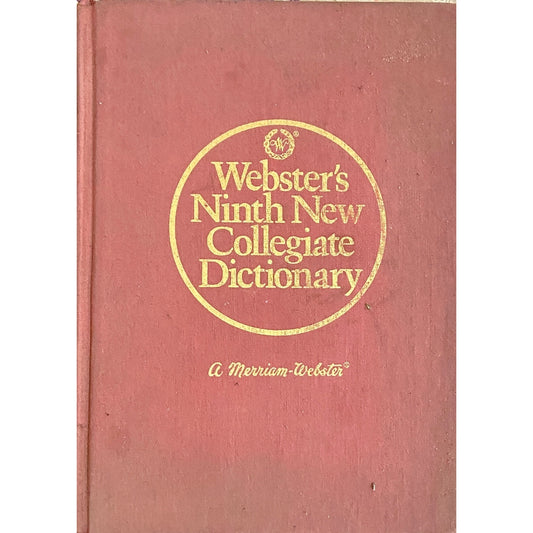 Webster's
Ninth New
Collegiate
Dictionary
A Merriam-Webster®